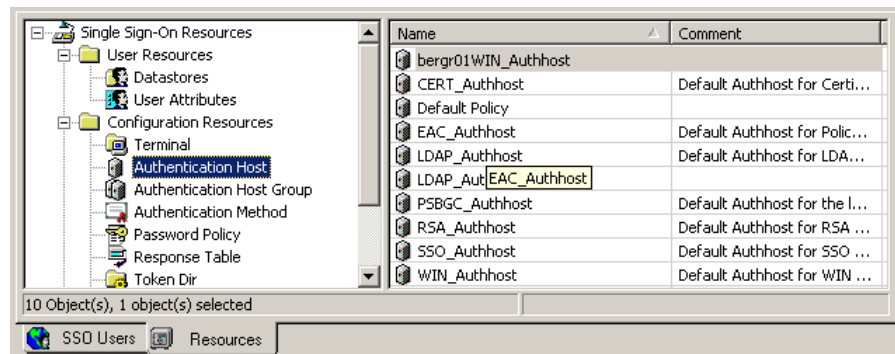 Single Sign-On Resources
User Resources
Datastores
User Attributes
Configuration Resources
Terminal
Authentication Host
Authentication Host Group
Authentication Method
Password Policy
Response Table
Token Dir
Name Comment
bergr01WIN_Authhost
CERT_Authhost Default Authhost for Certi...
Default Policy
EAC_Authhost Default Authhost for Polic...
LDAP_Authhost Default Authhost for LDA...
LDAP_Aut
EAC_Authhost
PSBGC_Authhost Default Authhost for the l...
RSA_Authhost Default Authhost for RSA ...
SSO_Authhost Default Authhost for SSO ...
WIN_Authhost Default Authhost for WIN ...
10 Object(s), 1 object(s) selected
SSO Users Resources